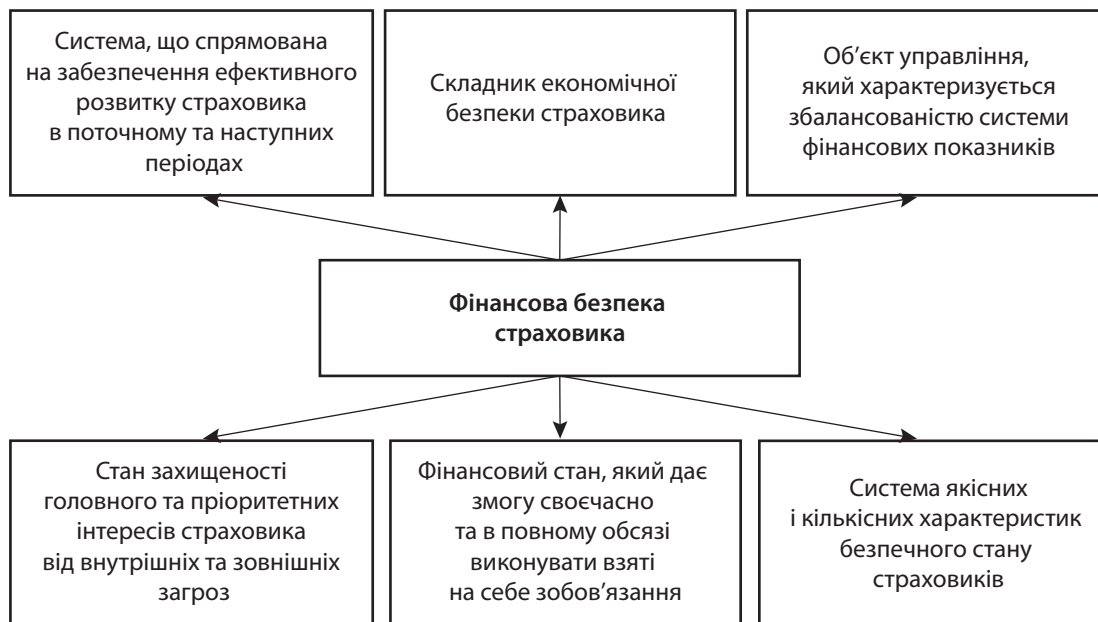 Система, що спрямована
на забезпечення ефективного
розвитку страховика
в поточному та наступних
періодах
Складник економічної
безпеки страховика
Об’єкт управління,
який характеризується
збалансованістю системи
фінансових показників
Фінансова безпека
страховика
Стан захищеності
головного та пріоритетних
інтересів страховика
від внутрішніх та зовнішніх
загроз
Фінансовий стан, який дає
змогу своєчасно
та в повному обсязі
виконувати взяті
на себе зобов’язання
Система якісних
і кількісних характеристик
безпечного стану
страховиків